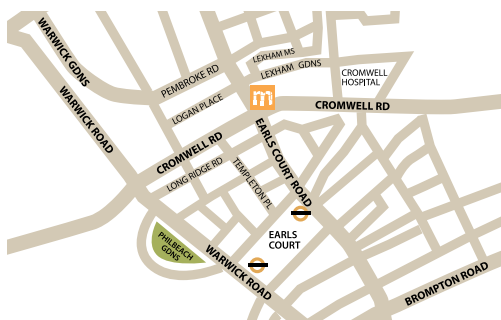 WARWICK GDNS
LEXHAM MS
PEMBROKE RD
LEXHAM GDNS
CROMWELL
HOSPITAL
LOGAN PLACE
m
CROMWELL RD
WARWICK ROAD
EARLS COURT ROAD
CROMWELL RD
LONG RIDGE RD
TEMPLETON PL
PHILBEACH
GDNS
EARLS
COURT
WARWICK ROAD
BROMPTON ROAD